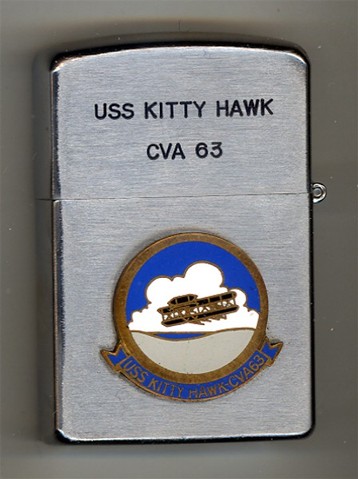 USS KITTY HAWK
CVA 63
USS KITTY HAWK-CVA63